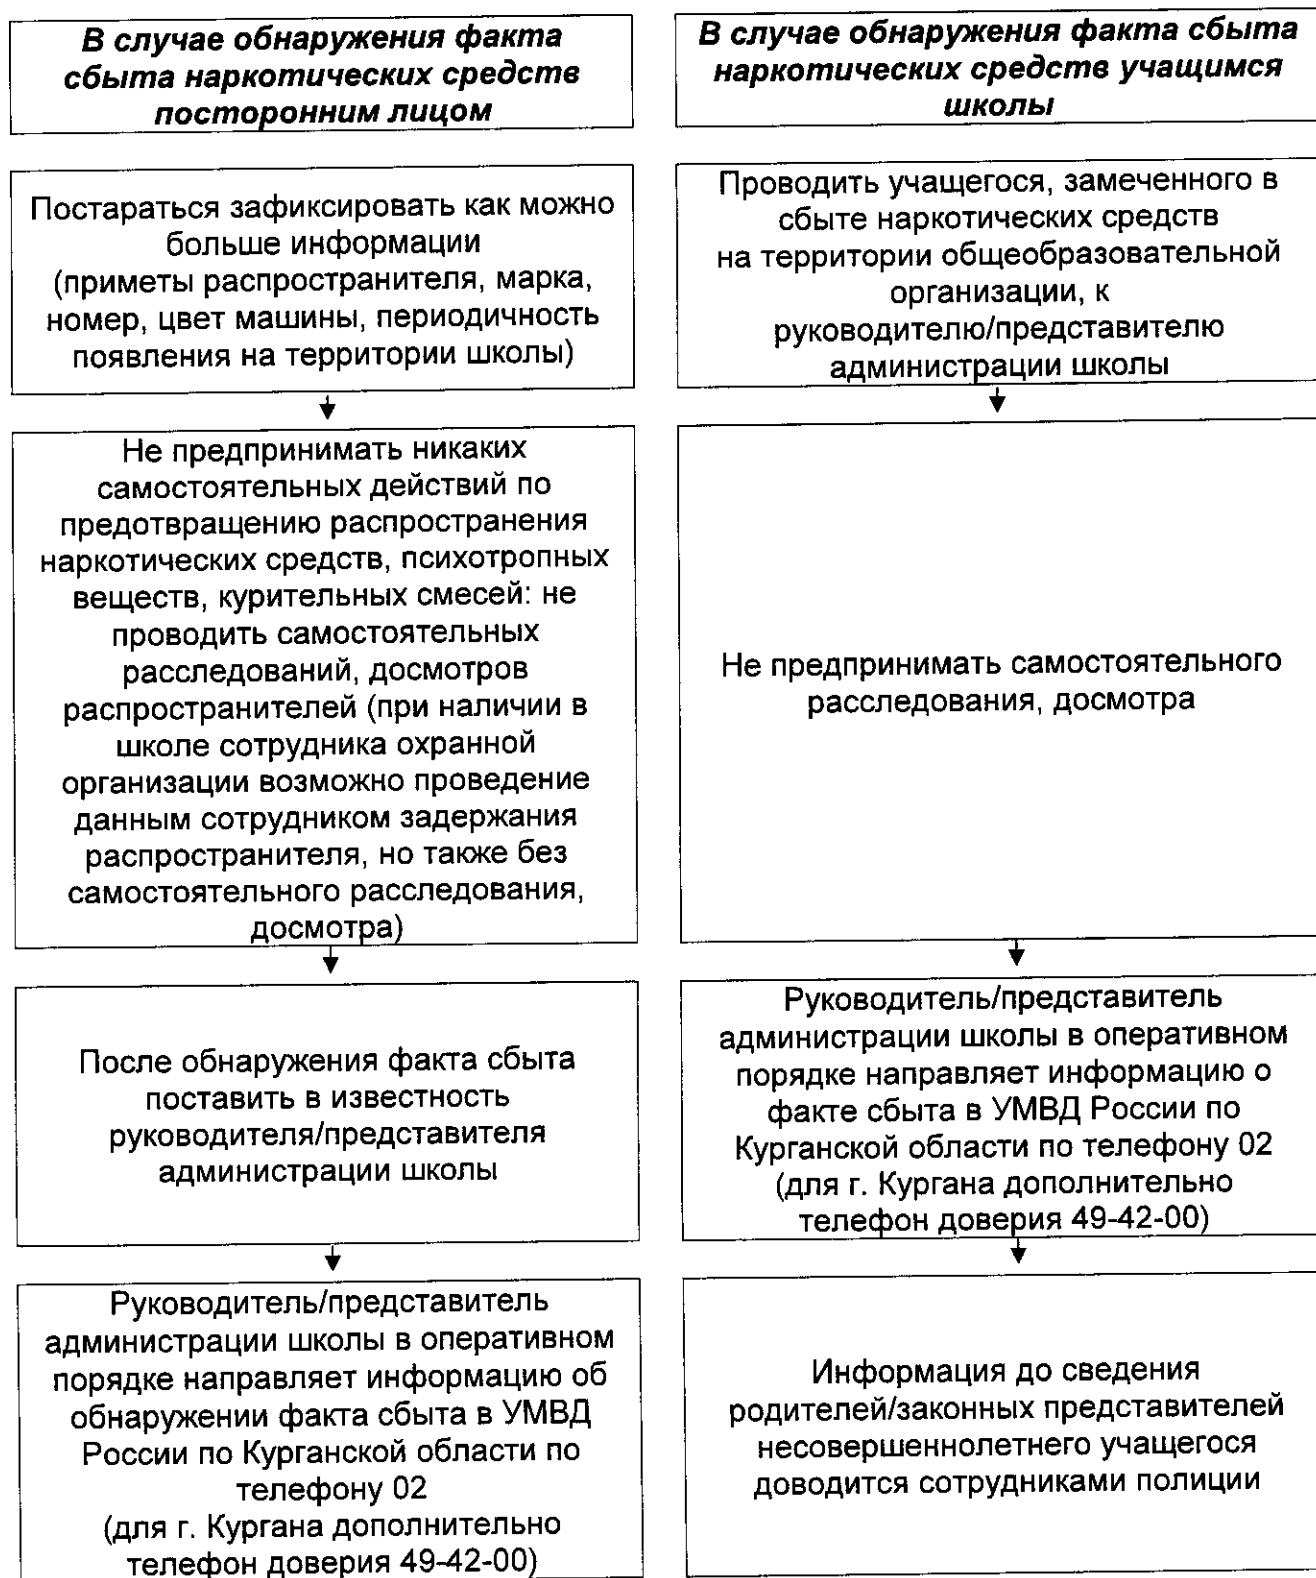 В случае обнаружения факта
сбыта наркотических средств
посторонним лицом
Постараться зафиксировать как можно
больше информации
(приметы распространителя, марка,
номер, цвет машины, периодичность
появления на территории школы)
Не предпринимать никаких
самостоятельных действий по
предотвращению распространения
наркотических средств, психотропных
веществ, курительных смесей: не
проводить самостоятельных
расследований, досмотров
распространителей (при наличии в
школе сотрудника охранной
организации возможно проведение
данным сотрудником задержания
распространителя, но также без
самостоятельного расследования,
досмотра)
После обнаружения факта сбыта
поставить в известность
руководителя/представителя
администрации школы
Руководитель/представитель
администрации школы в оперативном
порядке направляет информацию об
обнаружении факта сбыта в УМВД
России по Курганской области по
телефону 02
(для г. Кургана дополнительно
телефон доверия 49-42-00)
В случае обнаружения факта сбыта
наркотических средств учащимся
школы
Проводить учащегося, замеченного в
сбыте наркотических средств
на территории общеобразовательной
организации, к
руководителю/представителю
администрации школы
Не предпринимать самостоятельного
расследования, досмотра
Руководитель/представитель
администрации школы в оперативном
порядке направляет информацию о
факте сбыта в УМВД России по
Курганской области по телефону 02
(для г. Кургана дополнительно
телефон доверия 49-42-00)
Информация до сведения
родителей/законных представителей
несовершеннолетнего учащегося
доводится сотрудниками полиции